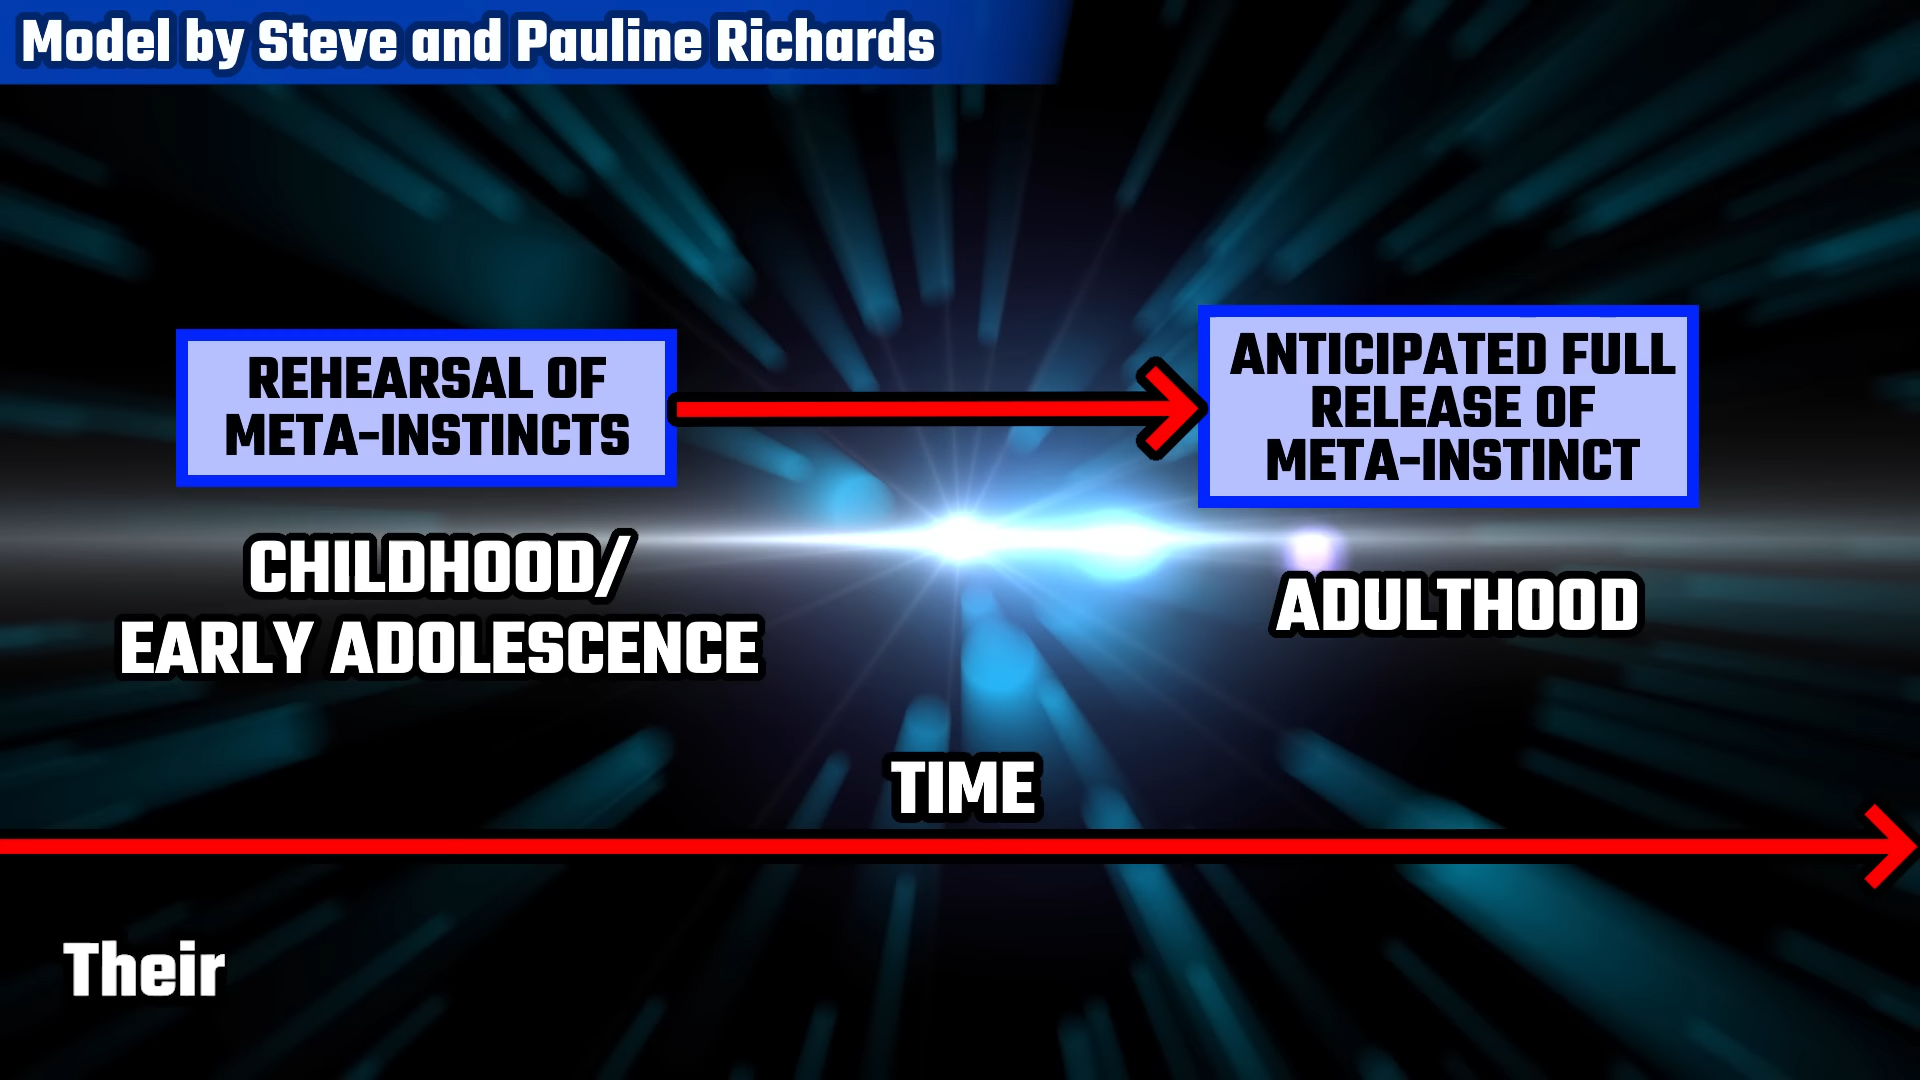 Model by Steve and Pauline Richards
REHEARSAL OF
META-INSTINCTS
ANTICIPATED FULL
RELEASE OF
META-INSTINCT
CHILDHOOD/
EARLY ADOLESCENCE
ADULTHOOD
TIME
Their